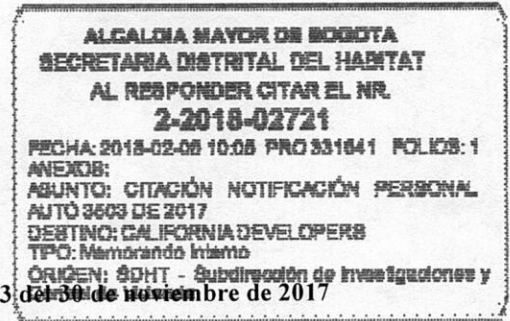 ALCALDIA MAYOR DE BOGOTA
SECRETARIA DISTRITAL DEL HABITAT
AL RESPONDER CITAR EL NR.
2-2018-02721
FECHA: 2018-02-06 10:05 PRO 331641 FOLIOS: 1
ANEXOS:
ASUNTO: CITACIÓN NOTIFICACIÓN PERSONAL
AUTO 3603 DE 2017
DESTINO: CALIFORNIA DEVELOPERS
TIPO: Memorando Interno
ORIGEN: SDHT - Subdirección de Investigaciones y
3 del 30 de noviembre de 2017